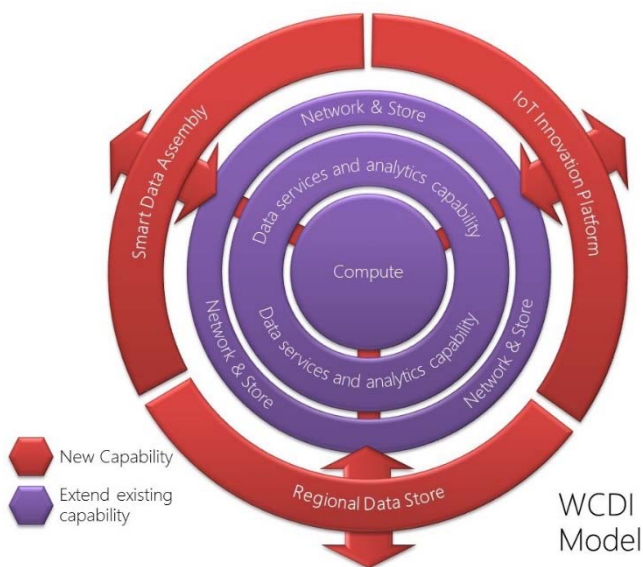 Smart Data Assembly
IoT Innovation Platform
Network & Store
Data services and analytics capability
Compute
Data services and analytics capability
Network & Store
Network & Store
Regional Data Store
New Capability
Extend existing
capability
WCDI
Model